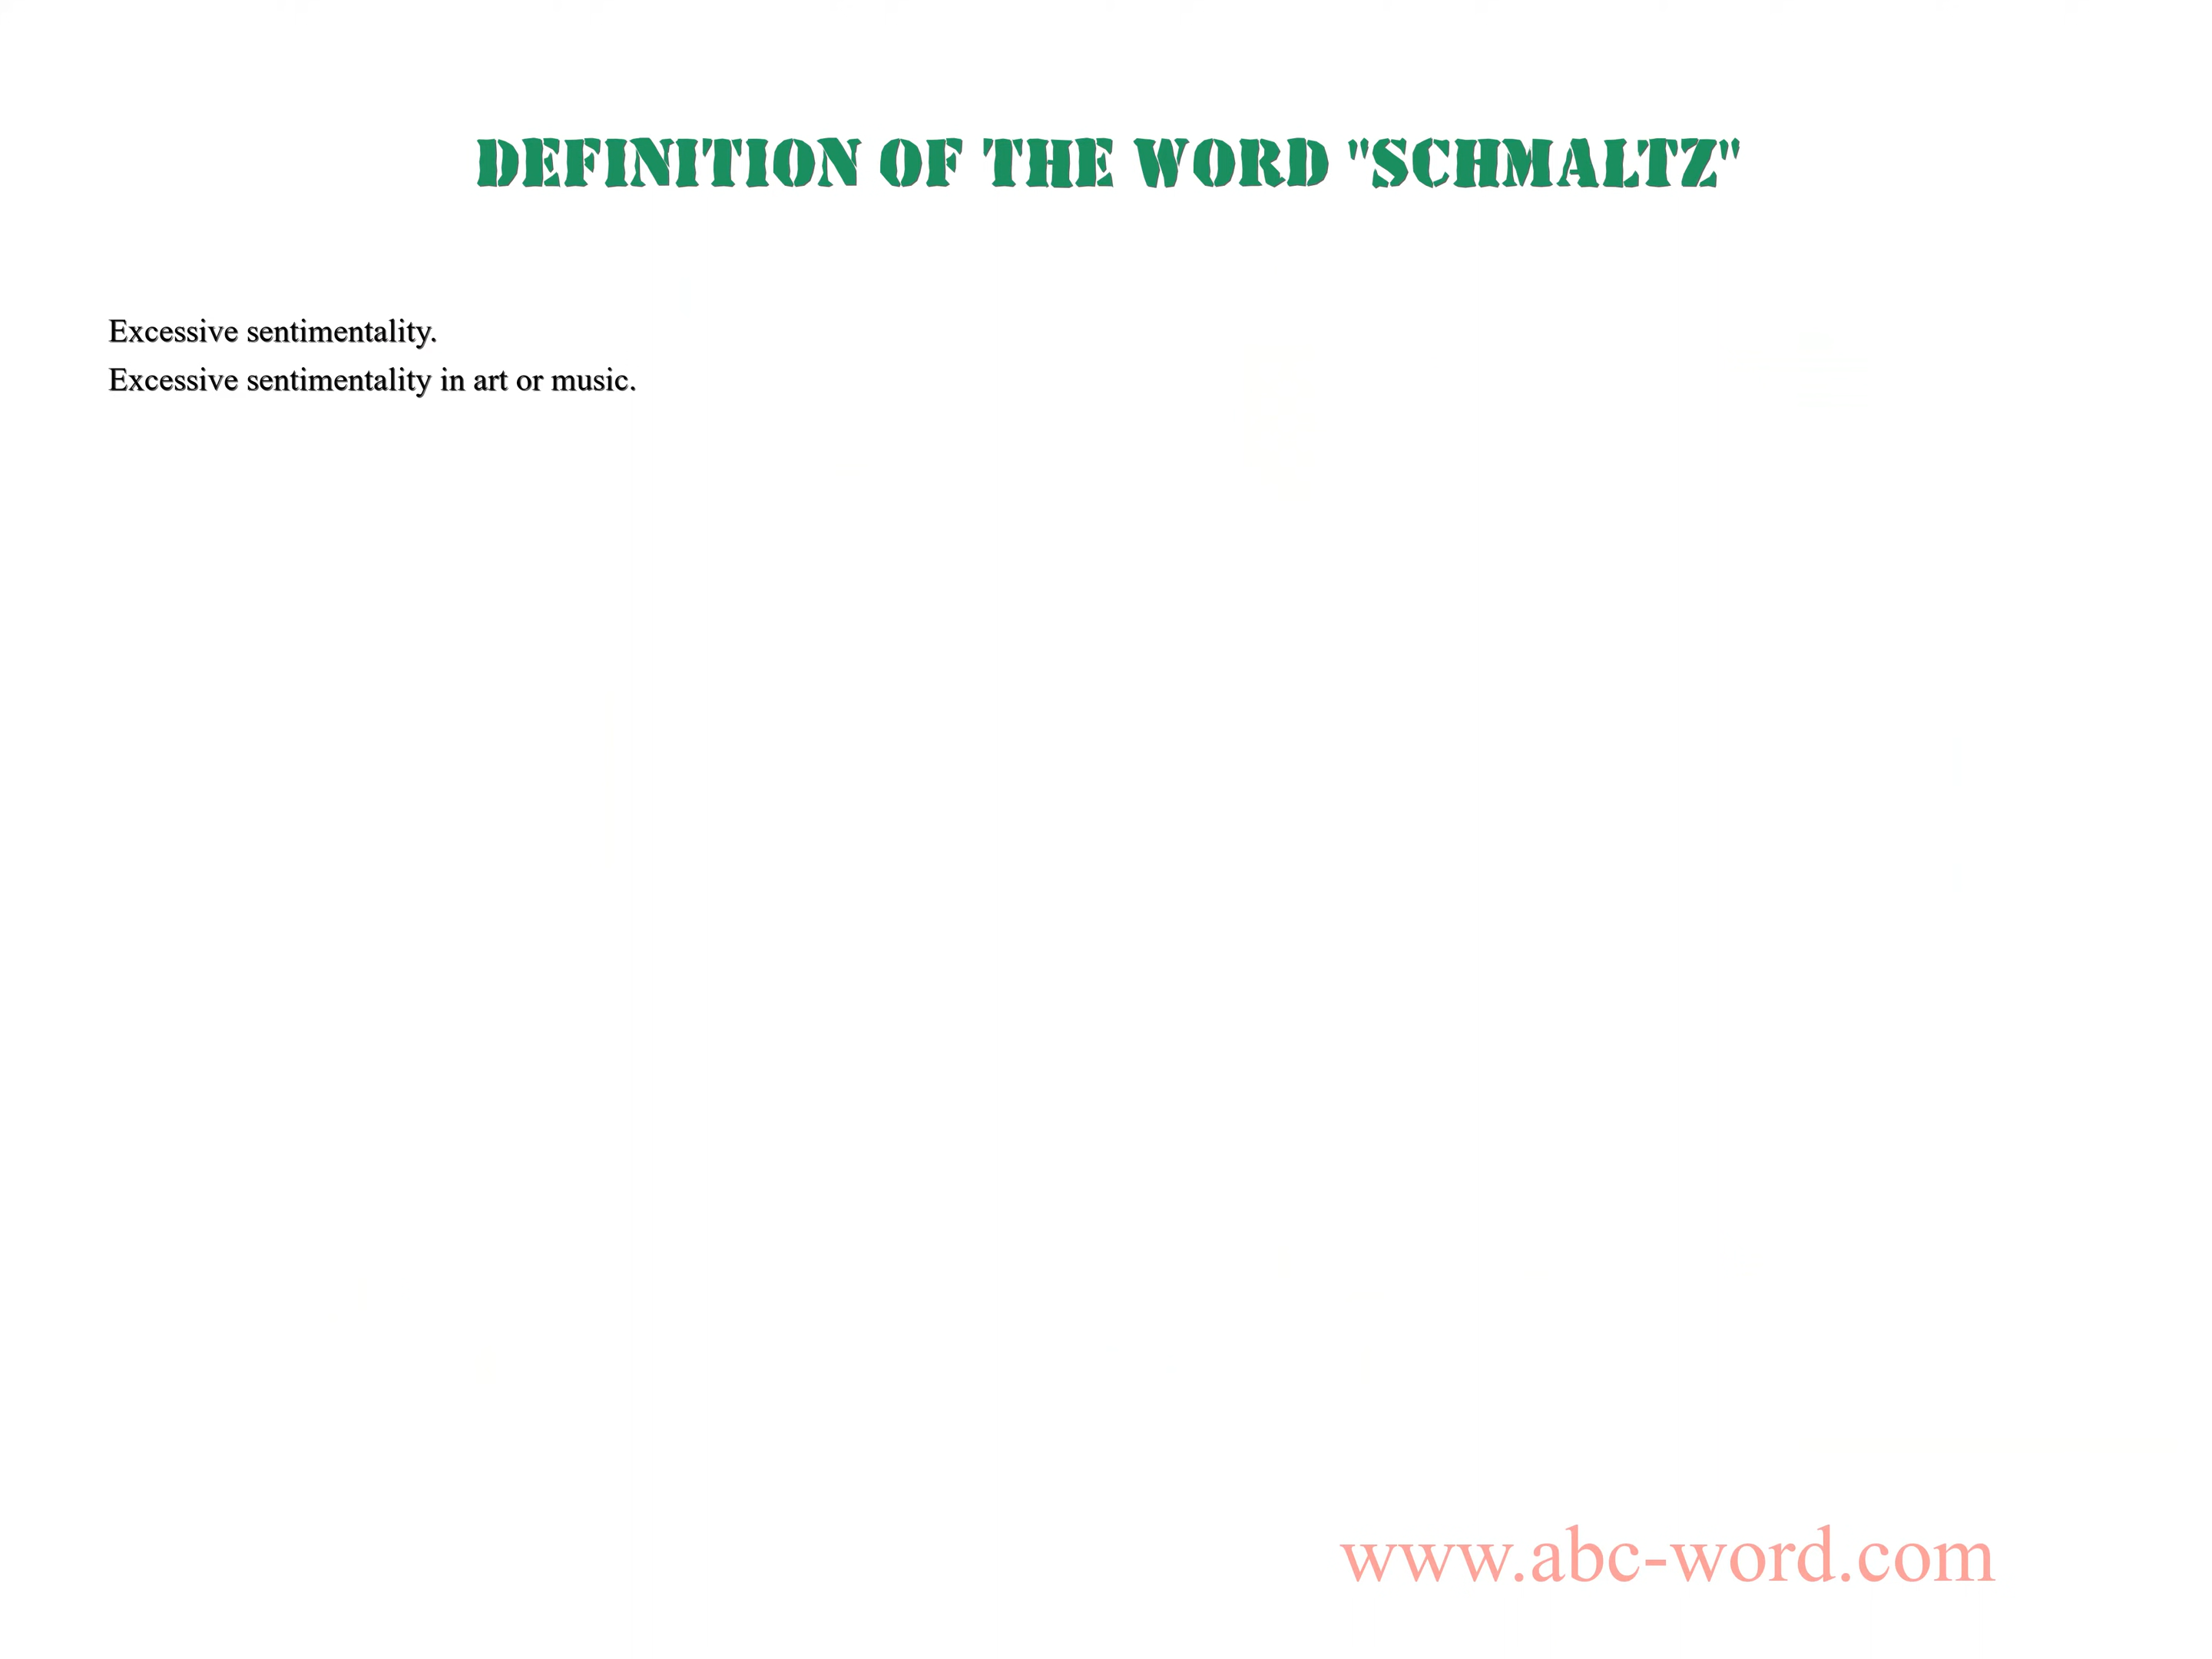 DEFINITION OF THE WORD "SCHMALTZ"
Excessive sentimentality.
Excessive sentimentality in art or music.
www.abc-word.com